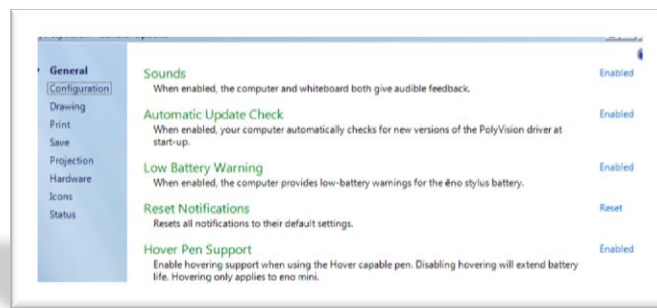 General
Configuration
Drawing
Print
Save
Projection
Hardware
Icons
Status
Sounds
Enabled
When enabled, the computer and whiteboard both give audible feedback.
Automatic Update Check
Enabled
When enabled, your computer automatically checks for new versions of the PolyVision driver at
start-up.
Low Battery Warning
Enabled
When enabled, the computer provides low-battery warnings for the ēno stylus battery.
Reset Notifications
Reset
Resets all notifications to their default settings.
Hover Pen Support
Enabled
Enable hovering support when using the Hover capable pen. Disabling hovering will extend battery
life. Hovering only applies to eno mini.